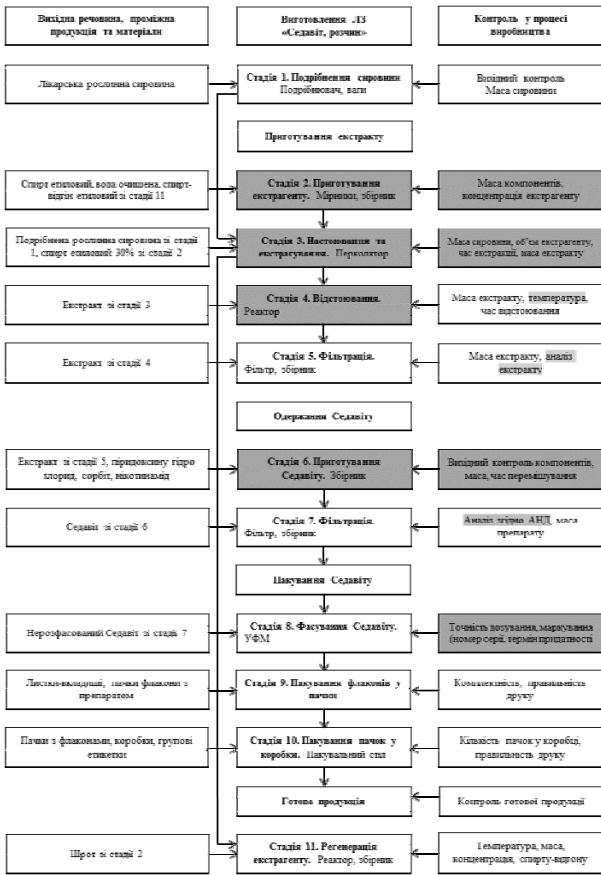 Вихідна речовина, проміжна
продукція та матеріали
Виготовлення ЛЗ
«Седавіт, розчин»
Контроль у процесі
виробництва
Лікарська рослинна сировина
Стадія 1. Подрібнення сировини
Подрібнювач, ваги
Вихідний контроль
Маса сировини
Приготування екстракту
Спирт етиловий, вода очищена, спирт-
відгін етиловий зі стадії 11
Стадія 2. Приготування
екстрагенту. Мірники, збірник
Маса компонентів,
концентрація екстрагенту
Подрібнена рослинна сировина зі стадії
1, спирт етиловий 30% зі стадії 2
Стадія 3. Настоювання та
екстрагування. Перколятор
Маса сировини, об’єм екстрагенту,
час екстракції, маса екстракту
Екстракт зі стадії 3
Стадія 4. Відстоювання.
Реактор
Маса екстракту, температура,
час відстоювання
Екстракт зі стадії 4
Стадія 5. Фільтрація.
Фільтр, збірник
Маса екстракту, аналіз
екстракту
Одержання Седавіту
Екстракт зі стадії 5, піридоксину гідро
хлорид, сорбіт, нікотинамід
Стадія 6. Приготування
Седавіту. Збірник
Вихідний контроль компонентів,
маса, час перемішування
Седавіт зі стадії 6
Стадія 7. Фільтрація.
Фільтр, збірник
Аналіз згідно АНД, маса
препарату
Пакування Седавіту
Нерозфасований Седавіт зі стадії 7
Стадія 8. Фасування Седавіту.
УФМ
Точність дозування, маркування
(номер серії, термін придатності
Листки-вкладиші, пачки флакони з
препаратом
Стадія 9. Пакування флаконів у
пачки
Комплектність, правильність
друку
Пачки з флаконами, коробки, групові
етикетки
Стадія 10. Пакування пачок у
коробки. Пакувальний стіл
Кількість пачок у коробці,
правильність друку
Готова продукція
Контроль готової продукції
Шрот зі стадії 2
Стадія 11. Регенерація
екстрагенту. Реактор, збірник
Температура, маса,
концентрація, спирту-відгону